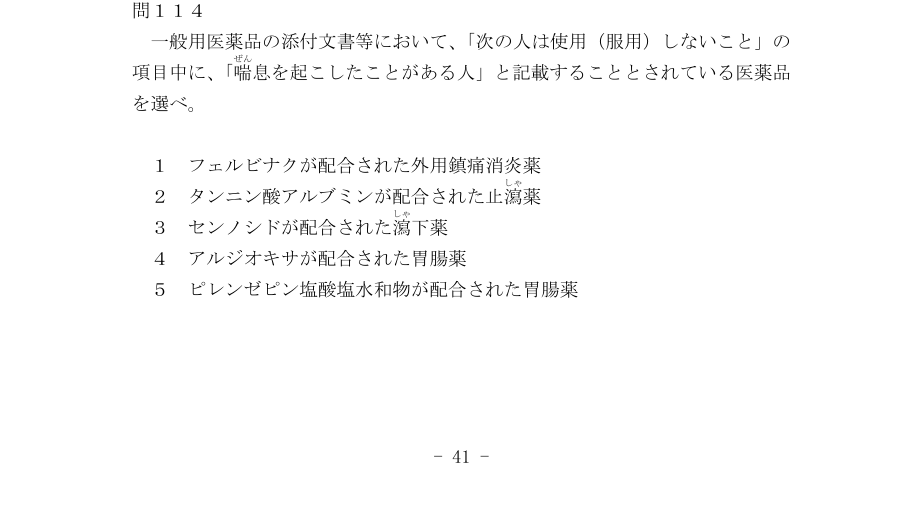 問１１４
一般用医薬品の添付文書等において、「次の人は使用（服用）しないこと」の
ぜん
項目中に、「喘息を起こしたことがある人」と記載することとされている医薬品
を選べ。
１　フェルビナクが配合された外用鎮痛消炎薬
しゃ
２　タンニン酸アルブミンが配合された止瀉薬
しゃ
３　センノシドが配合された瀉下薬
４　アルジオキサが配合された胃腸薬
５　ピレンゼピン塩酸塩水和物が配合された胃腸薬
- 41 -